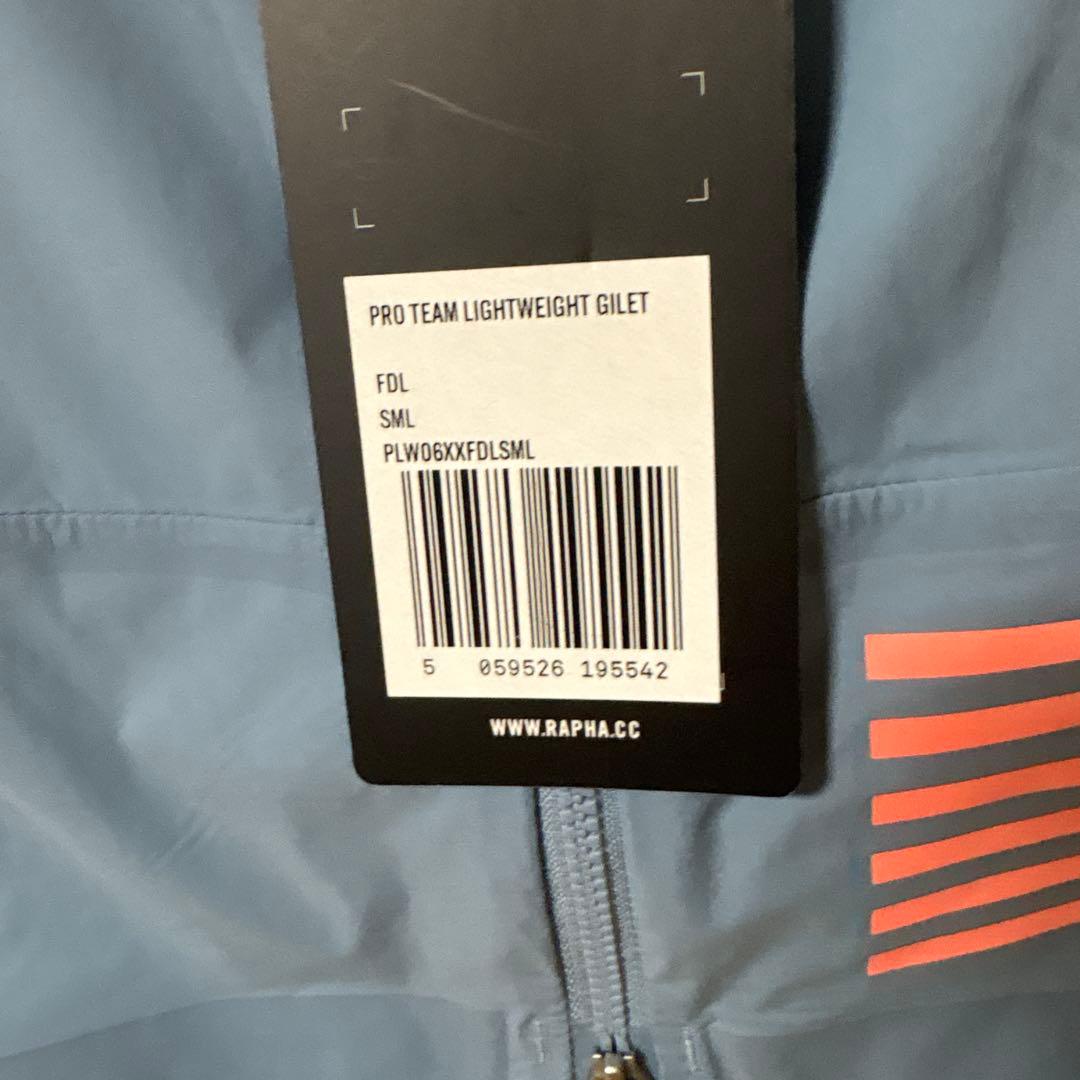 PRO TEAM LIGHTWEIGHT GILET
FDL
SML
PLW06XXFDLSML
5 059526 195542
WWW.RAPHA.CC